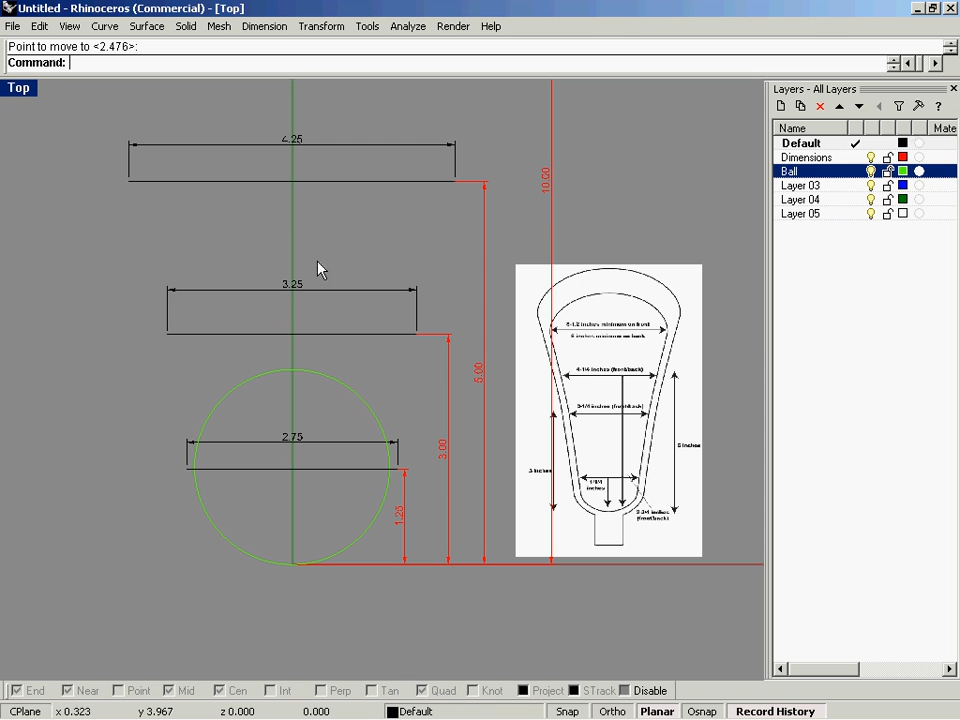 Untitled - Rhinoceros (Commercial) - [Top]
File Edit View Curve Surface Solid Mesh Dimension Transform Tools Analyze Render Help
Point to move to <2.476>:
Command:
Top
Layers - All Layers
Name Mate
Default
Dimensions
Ball
Layer 03
Layer 04
Layer 05
4.25
10.00
3.25
5.00
2.75
3.00
1.25
6-1/2 inches minimum on front
6 inches minimum on back
4-1/4 inches (front/back)
3-1/4 inches (front/back)
5 inches
3 inches
1-1/4
inches
2-3/4 inches
(front/back)
End Near Point Mid Cen Int Perp Tan Quad Knot Project STrack Disable
CPlane x 0.323 y 3.967 z 0.000 0.000 Default Snap Ortho Planar Osnap Record History